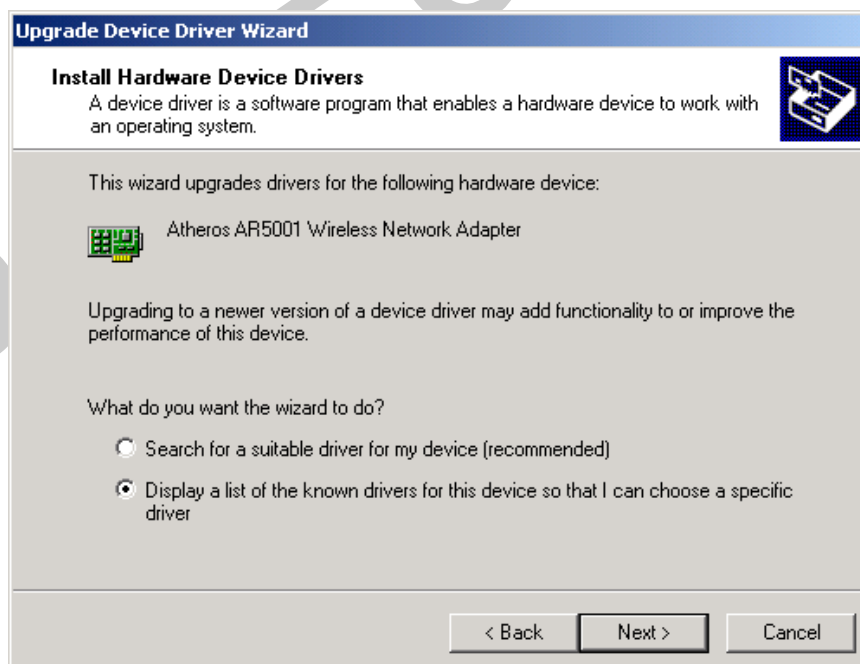 Upgrade Device Driver Wizard
Install Hardware Device Drivers
A device driver is a software program that enables a hardware device to work with
an operating system.
This wizard upgrades drivers for the following hardware device:
Atheros AR5001 Wireless Network Adapter
Upgrading to a newer version of a device driver may add functionality to or improve the
performance of this device.
What do you want the wizard to do?
Search for a suitable driver for my device (recommended)
Display a list of the known drivers for this device so that I can choose a specific
driver
< Back Next > Cancel